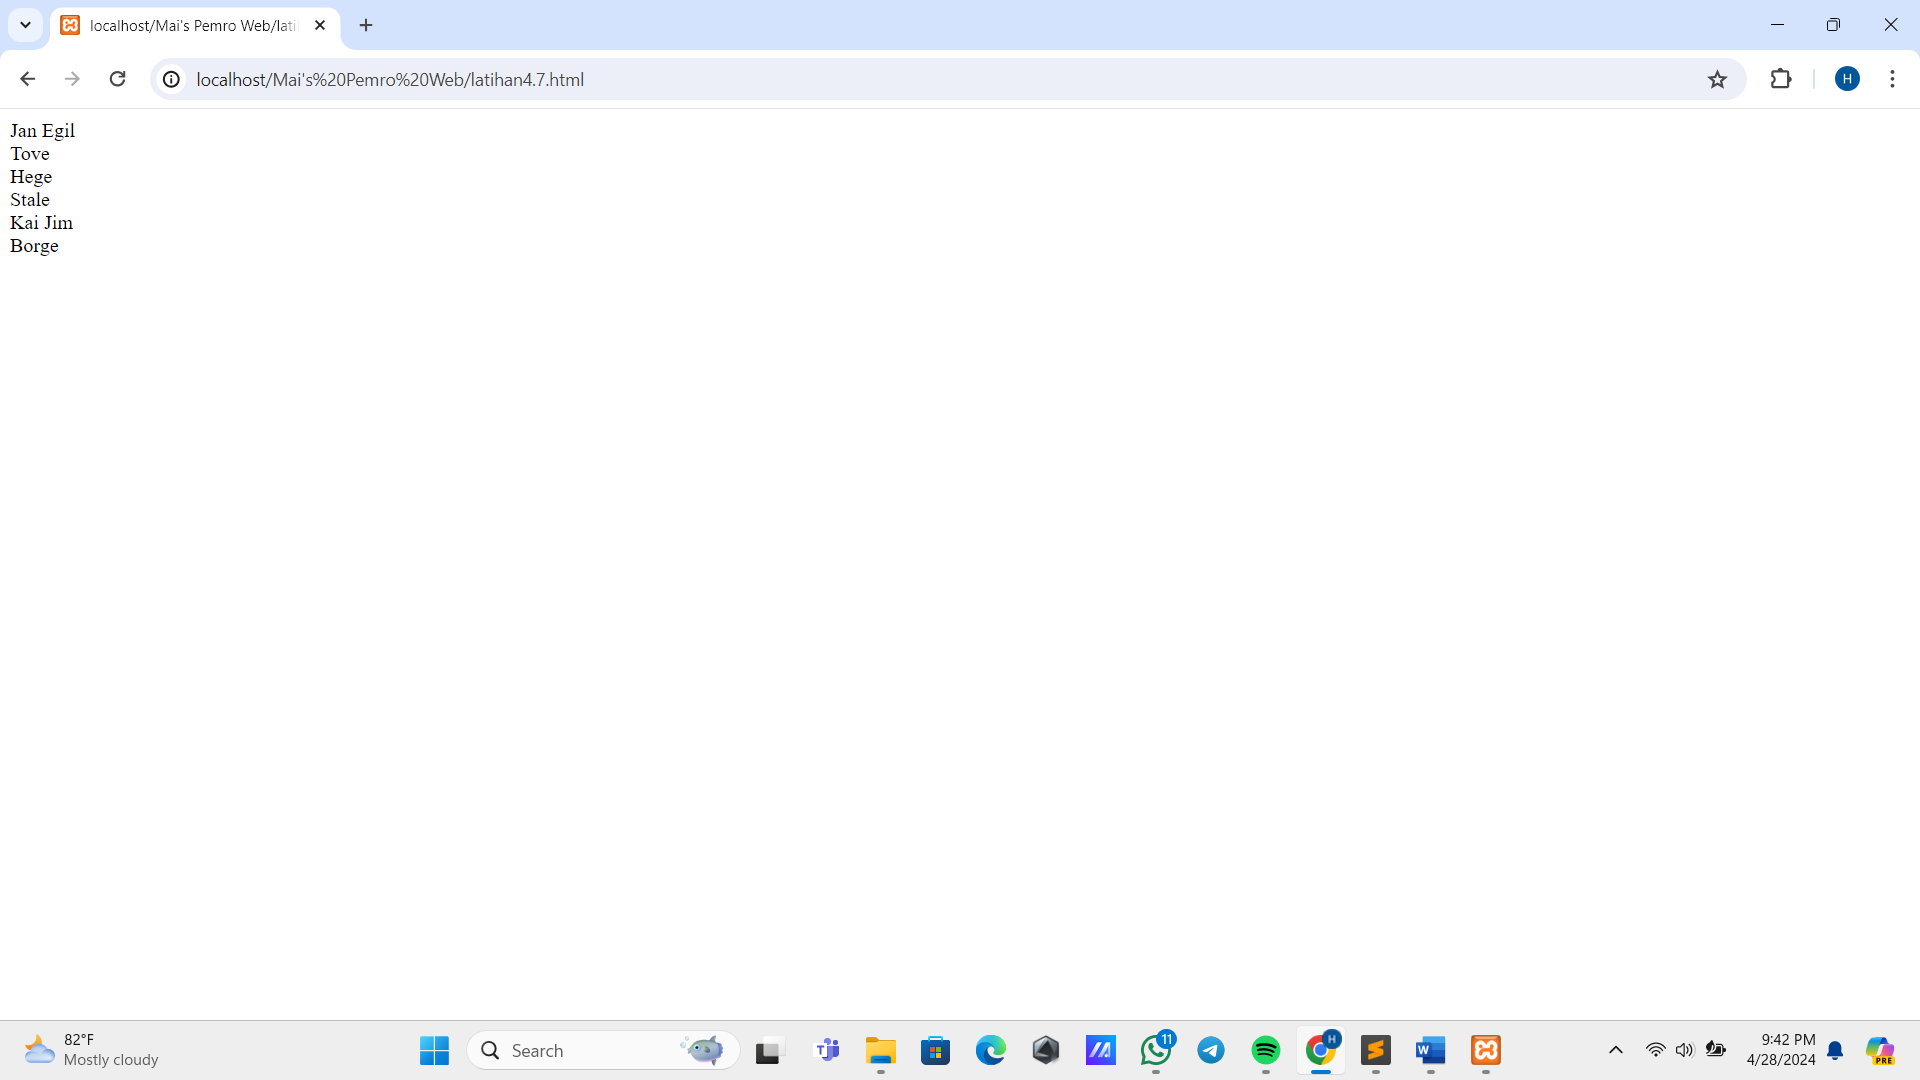 localhost/Mai's Pemro Web/lati
localhost/Mai's%20Pemro%20Web/latihan4.7.html
H
Jan Egil
Tove
Hege
Stale
Kai Jim
Borge
82°F
Mostly cloudy
Search
11
H
9:42 PM
4/28/2024
PRE